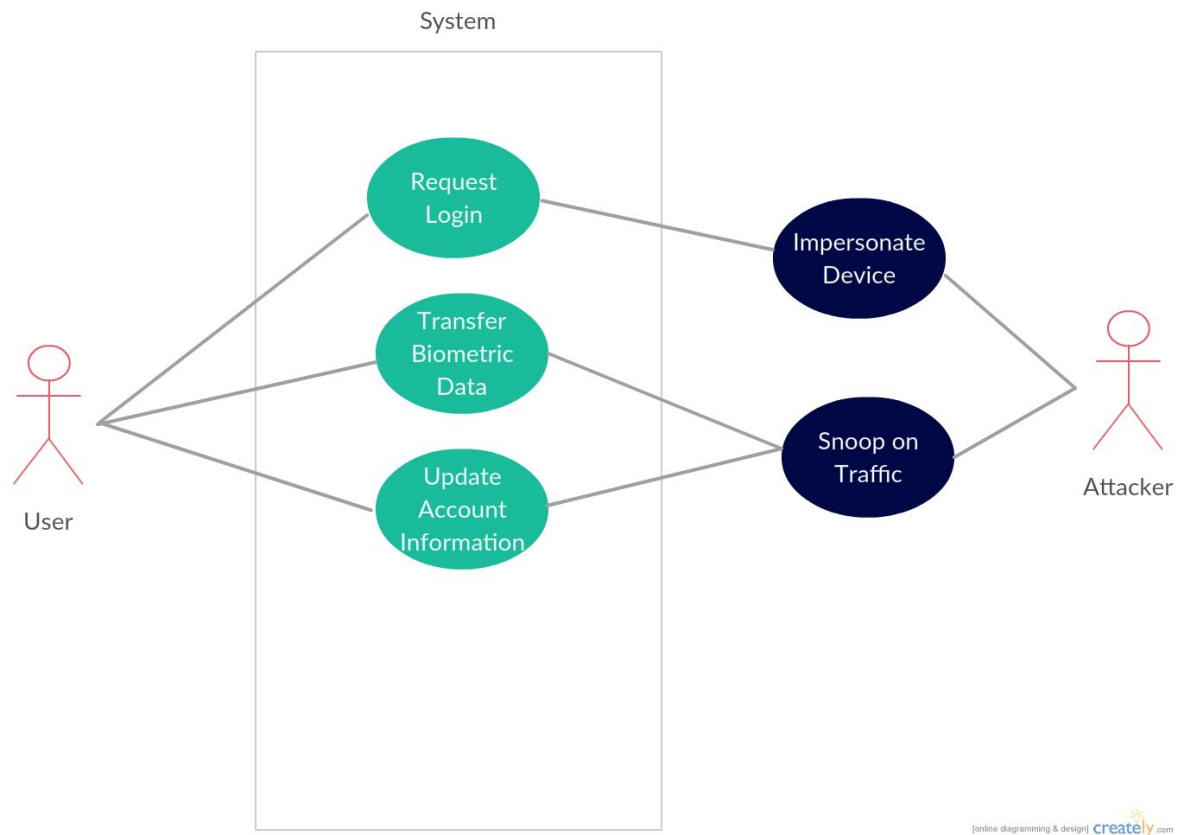 System
Request
Login
Impersonate
Device
Transfer
Biometric
Data
Snoop on
Traffic
Update
Account
Information
User
Attacker
[online diagramming & design] creately.com